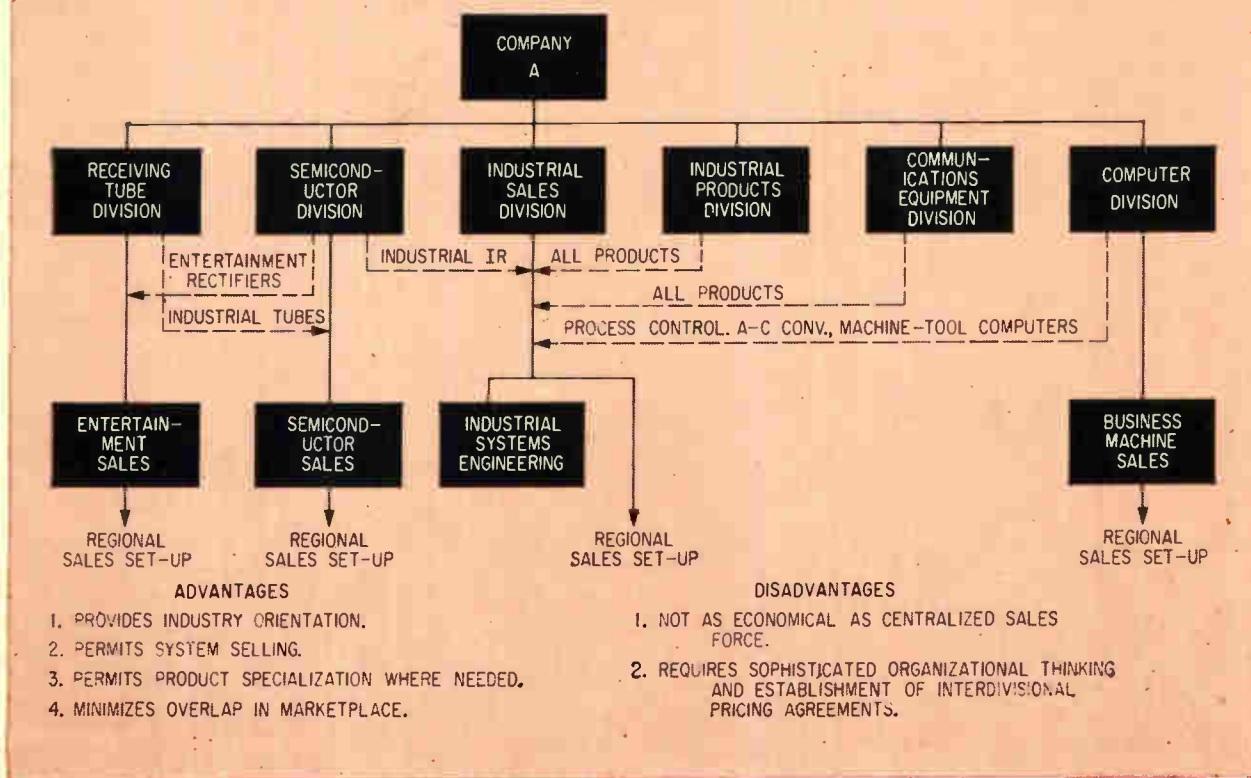 COMPANY
A
RECEIVING
TUBE
DIVISION
SEMICOND-
UCTOR
DIVISION
INDUSTRIAL
SALES
DIVISION
INDUSTRIAL
PRODUCTS
DIVISION
COMMUN-
ICATIONS
EQUIPMENT
DIVISION
COMPUTER
DIVISION
ENTERTAINMENT
RECTIFIERS
INDUSTRIAL IR
ALL PRODUCTS
ALL PRODUCTS
INDUSTRIAL TUBES
PROCESS CONTROL. A-C CONV., MACHINE-TOOL COMPUTERS
ENTERTAIN-
MENT
SALES
SEMICOND-
UCTOR
SALES
INDUSTRIAL
SYSTEMS
ENGINEERING
BUSINESS
MACHINE
SALES
REGIONAL
SALES SET-UP
REGIONAL
SALES SET-UP
REGIONAL
SALES SET-UP
REGIONAL
SALES SET-UP
ADVANTAGES
1. PROVIDES INDUSTRY ORIENTATION.
2. PERMITS SYSTEM SELLING.
3. PERMITS PRODUCT SPECIALIZATION WHERE NEEDED.
4. MINIMIZES OVERLAP IN MARKETPLACE.
DISADVANTAGES
1. NOT AS ECONOMICAL AS CENTRALIZED SALES
FORCE.
2. REQUIRES SOPHISTICATED ORGANIZATIONAL THINKING
AND ESTABLISHMENT OF INTERDIVISIONAL
PRICING AGREEMENTS.